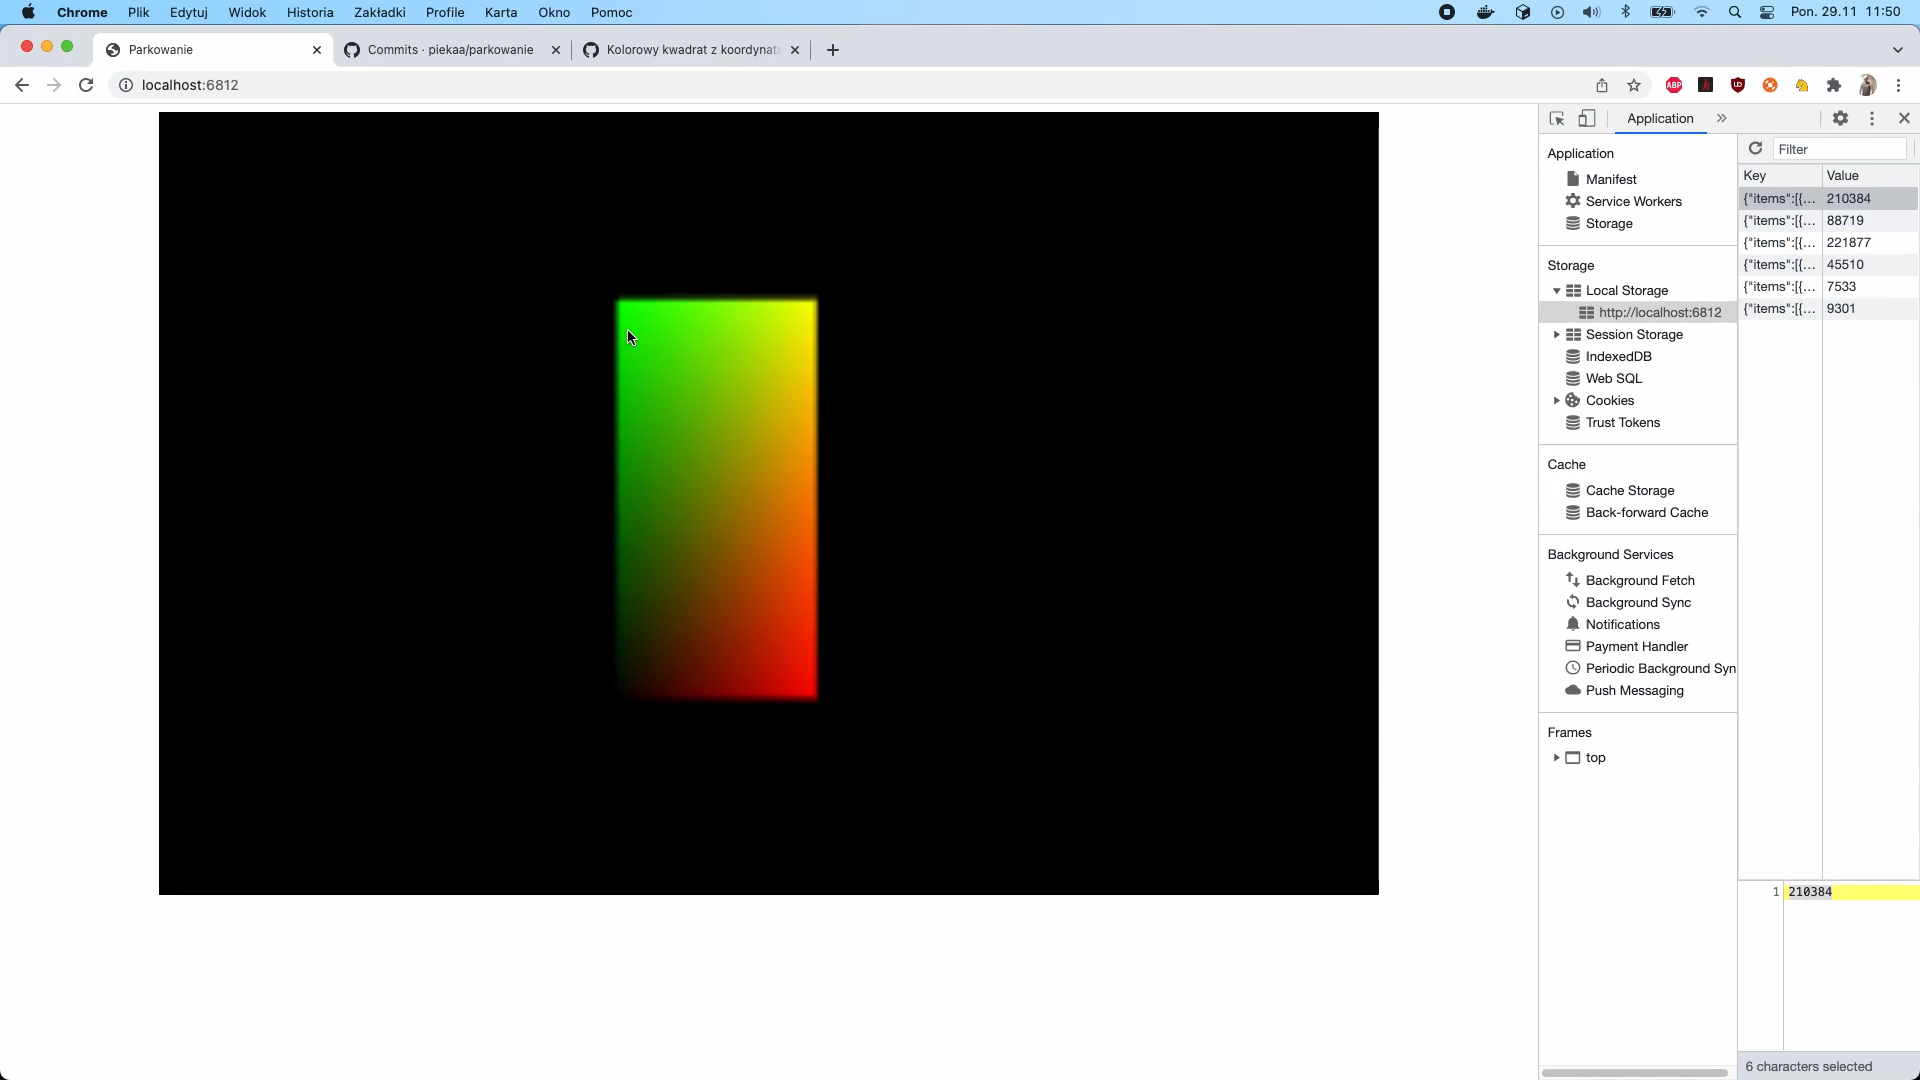 Chrome Plik Edytuj Widok Historia Zakładki Profile Karta Okno Pomoc Pon. 29.11 11:50
Parkowanie Commits · piekaa/parkowanie Kolorowy kwadrat z koordynata
localhost:6812
Application
Filter
Application
Manifest
Service Workers
Storage
Storage
Local Storage
http://localhost:6812
Session Storage
IndexedDB
Web SQL
Cookies
Trust Tokens
Cache
Cache Storage
Back-forward Cache
Background Services
Background Fetch
Background Sync
Notifications
Payment Handler
Periodic Background Syn
Push Messaging
Frames
top
Key Value
{"items":[{... 210384
{"items":[{... 88719
{"items":[{... 221877
{"items":[{... 45510
{"items":[{... 7533
{"items":[{... 9301
1 210384
6 characters selected